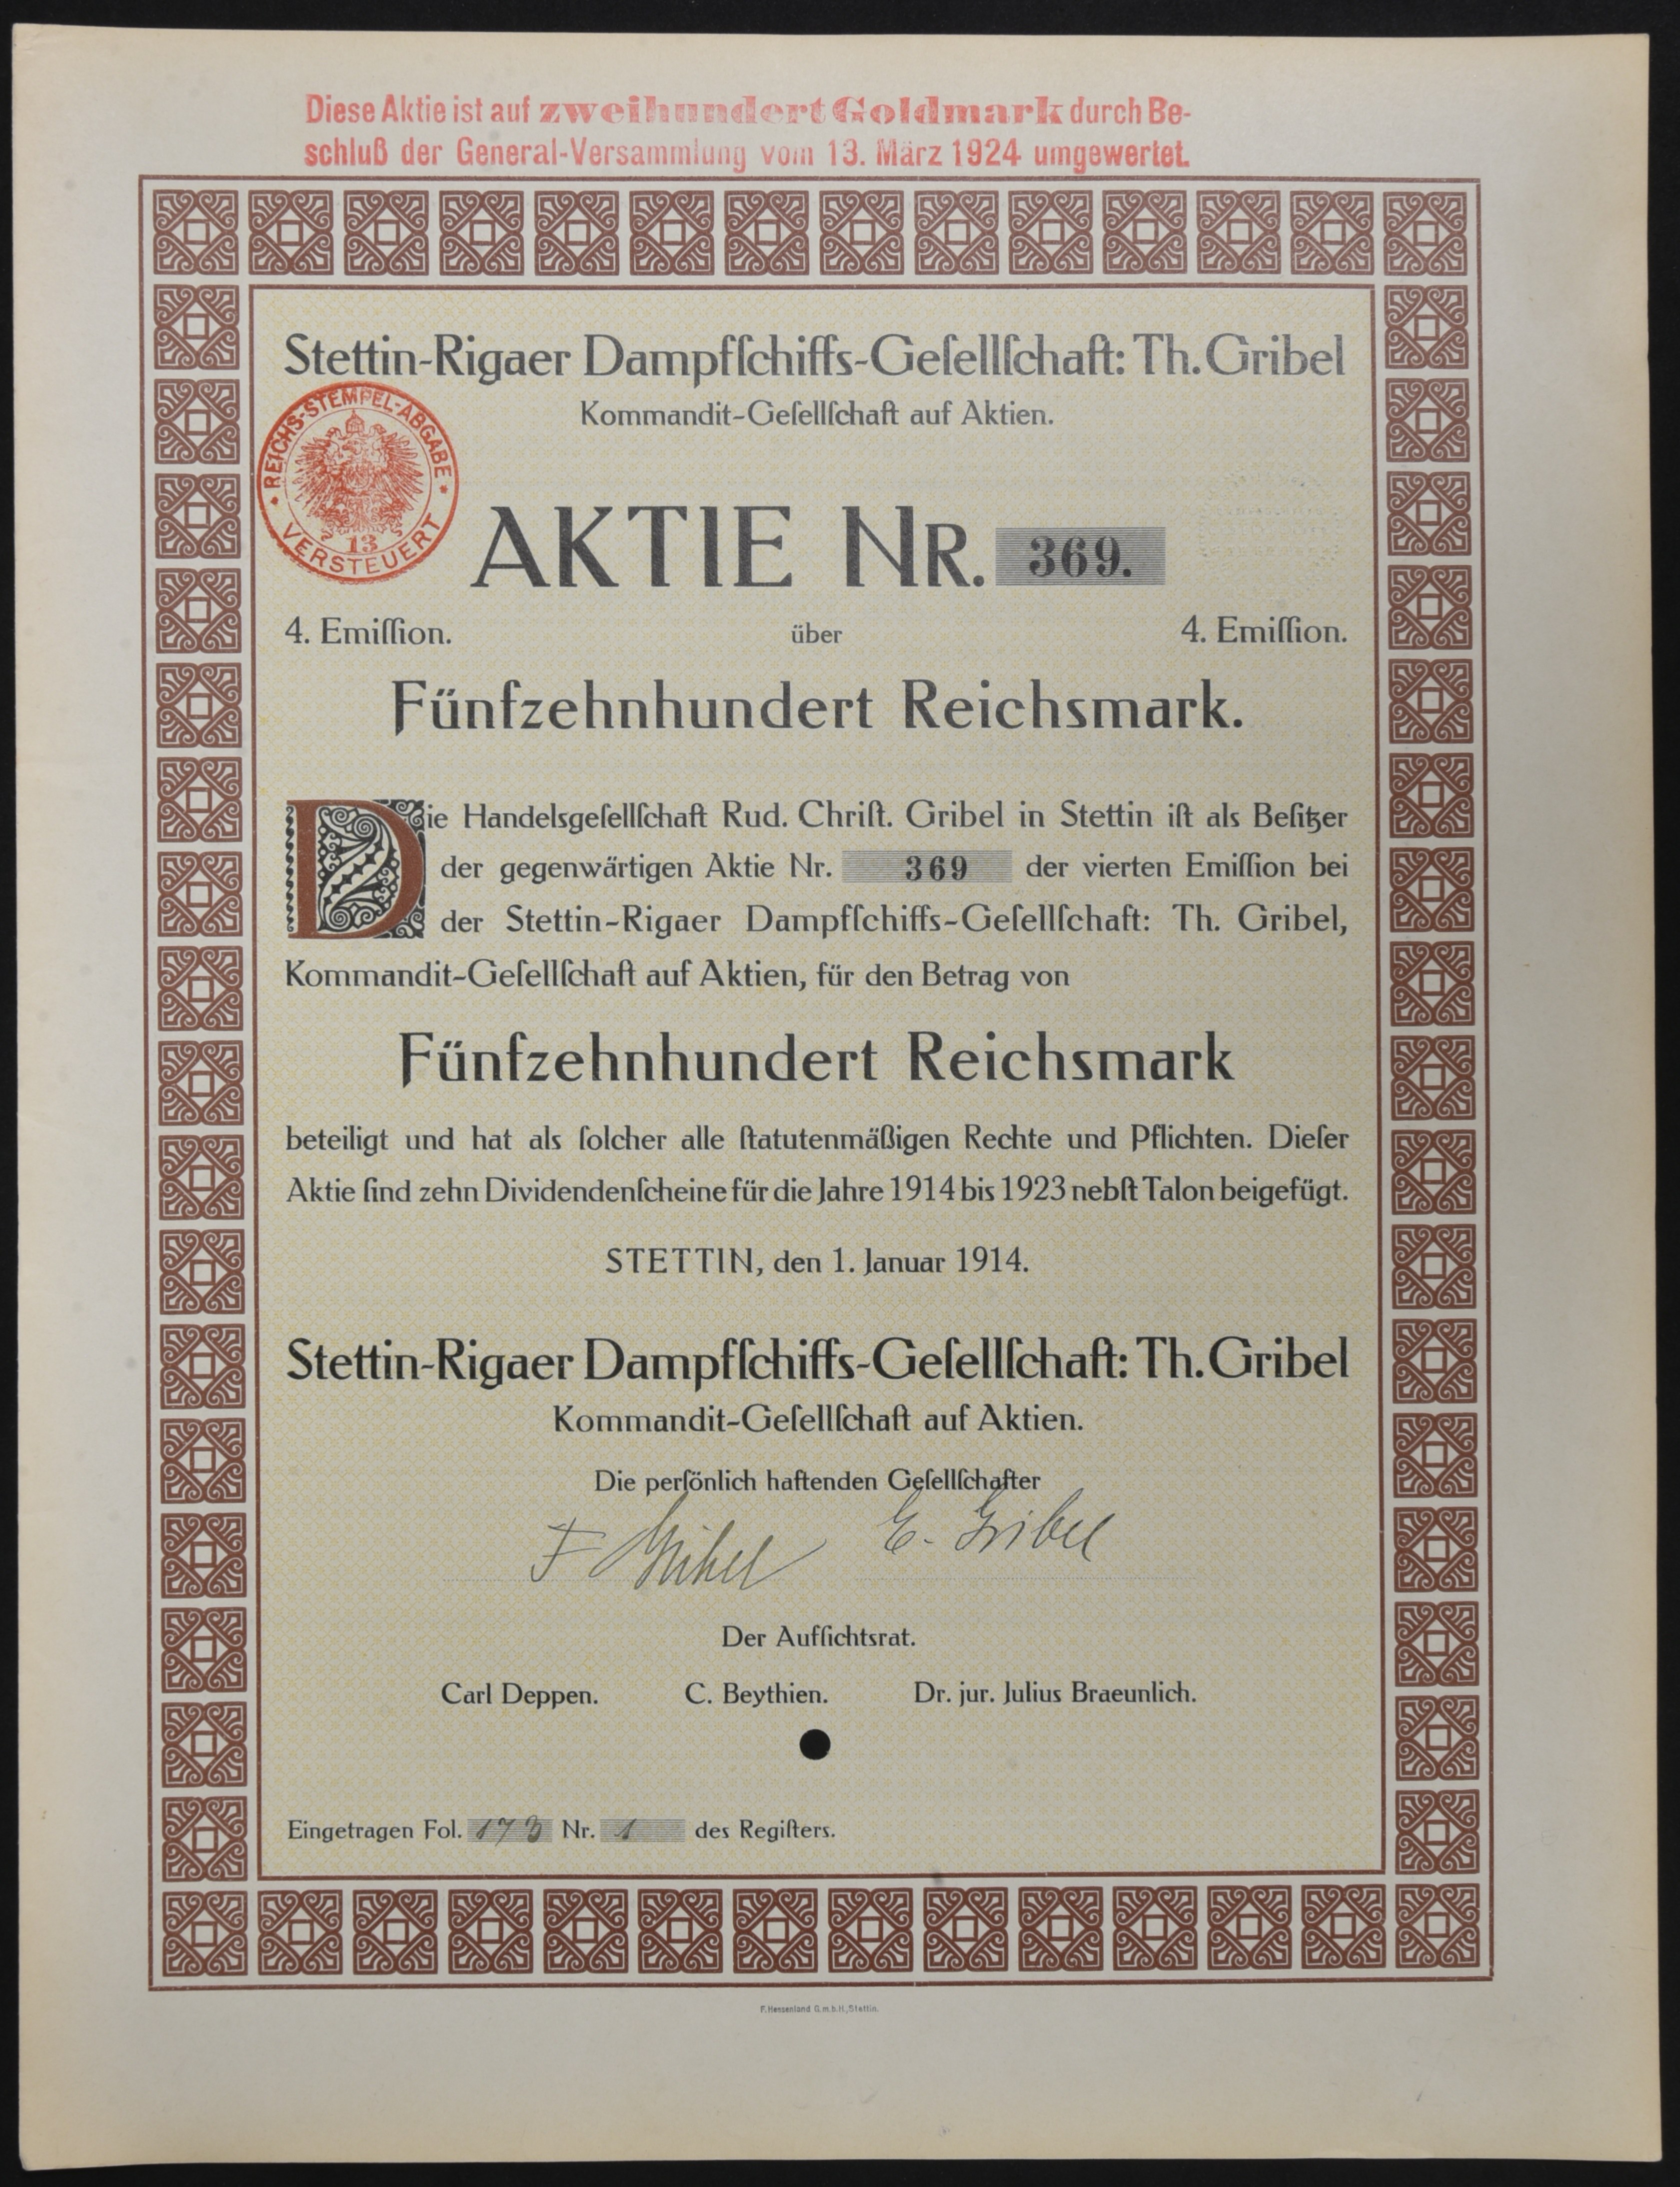 Diese Aktie ist auf zweihundert Goldmark durch Be-
schluß der General-Versammlung vom 13. März 1924 umgewertet.
Stettin-Rigaer Dampfſchiffs-Geſellſchaft: Th. Gribel
Kommandit-Geſellſchaft auf Aktien.
* REICHS-STEMPEL-ABGABE *
13
VERSTEUERT
AKTIE NR. 369.
4. Emiſſion. über 4. Emiſſion.
Fünfzehnhundert Reichsmark.
Die Handelsgeſellſchaft Rud. Chriſt. Gribel in Stettin iſt als Beſitzer
der gegenwärtigen Aktie Nr. 369 der vierten Emiſſion bei
der Stettin-Rigaer Dampfſchiffs-Geſellſchaft: Th. Gribel,
Kommandit-Geſellſchaft auf Aktien, für den Betrag von
Fünfzehnhundert Reichsmark
beteiligt und hat als ſolcher alle ſtatutenmäßigen Rechte und Pflichten. Dieſer
Aktie ſind zehn Dividendenſcheine für die Jahre 1914 bis 1923 nebſt Talon beigefügt.
STETTIN, den 1. Januar 1914.
Stettin-Rigaer Dampfſchiffs-Geſellſchaft: Th. Gribel
Kommandit-Geſellſchaft auf Aktien.
Die perſönlich haftenden Geſellſchafter
F Gribel E. Gribel
Der Aufſichtsrat.
Carl Deppen. C. Beythien. Dr. jur. Julius Braeunlich.
Eingetragen Fol. 173 Nr. 1 des Regiſters.
F. Hessenland G.m.b.H., Stettin.